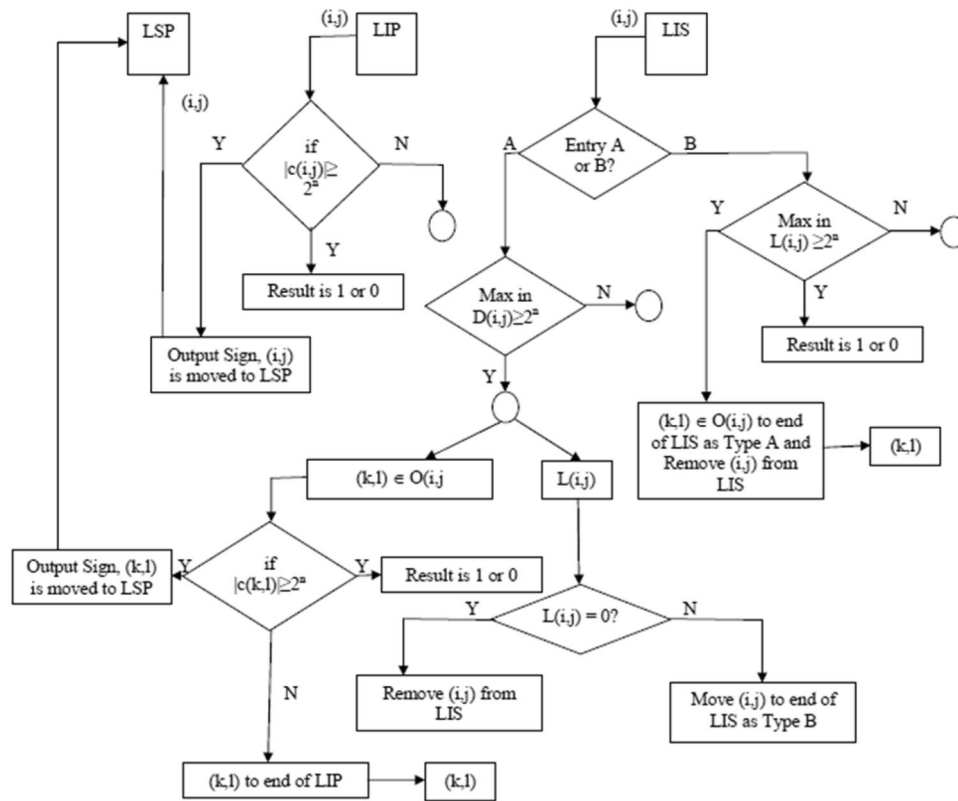 LSP
(i,j)
LIP
(i,j)
LIS
(i,j)
Y
if
|c(i,j)|≥
2ⁿ
N
Y
Result is 1 or 0
Output Sign, (i,j)
is moved to LSP
A
Entry A
or B?
B
Y
Max in
L(i,j) ≥2ⁿ
N
Y
Result is 1 or 0
Max in
D(i,j)≥2ⁿ
N
Y
(k,l) ∈ O(i,j) to end
of LIS as Type A and
Remove (i,j) from
LIS
(k,l)
(k,l) ∈ O(i,j
L(i,j)
Output Sign, (k,l)
is moved to LSP
Y
if
|c(k,l)|≥2ⁿ
Y
Result is 1 or 0
Y
L(i,j) = 0?
N
N
Remove (i,j) from
LIS
Move (i,j) to end of
LIS as Type B
(k,l) to end of LIP
(k,l)